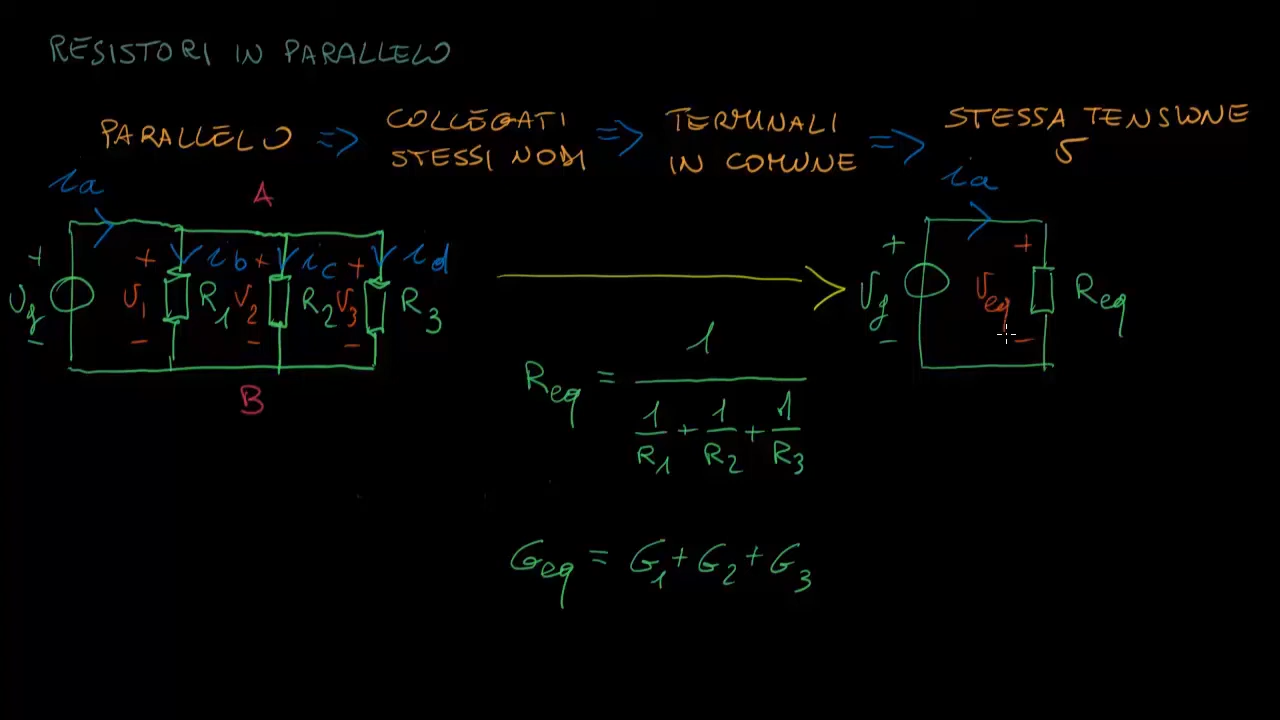 RESISTORI IN PARALLELO
PARALLELO => COLLEGATI => TERMINALI => STESSA TENSIONE
STESSI NODI IN COMUNE v
ia A ia
+ + ib + ic + id + +
vg v1 R1 v2 R2 v3 R3 vg veq Req
- - - - - -
B
Req = 1
1/R1 + 1/R2 + 1/R3
Geq = G1 + G2 + G3